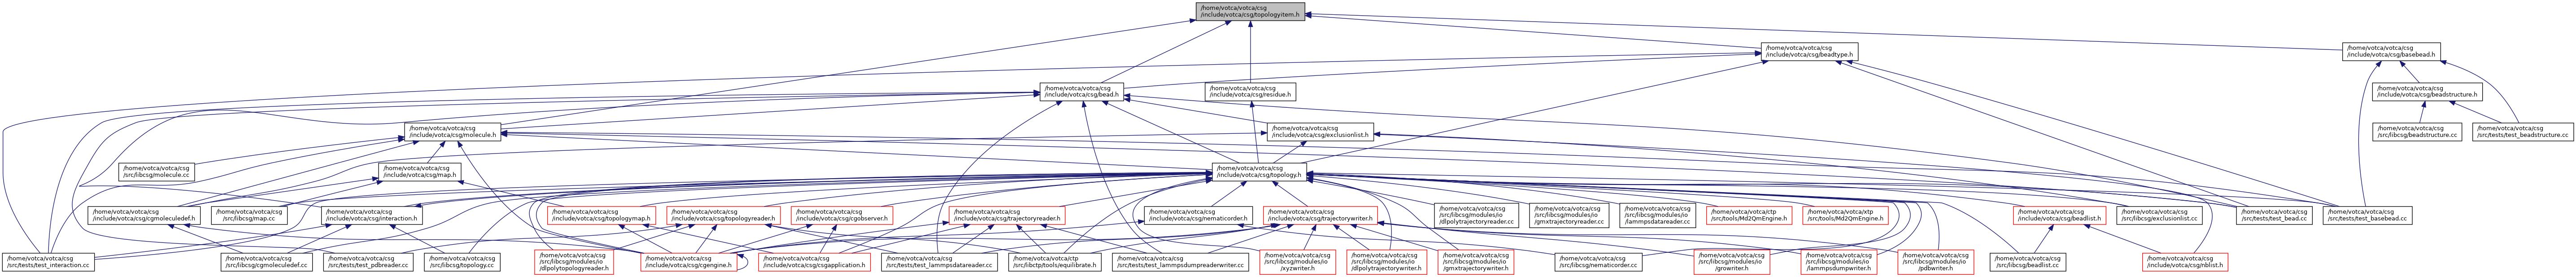 /home/votca/votca/csg
/include/votca/csg/topologyitem.h
/home/votca/votca/csg
/include/votca/csg/beadtype.h
/home/votca/votca/csg
/include/votca/csg/basebead.h
/home/votca/votca/csg
/include/votca/csg/bead.h
/home/votca/votca/csg
/include/votca/csg/residue.h
/home/votca/votca/csg
/include/votca/csg/beadstructure.h
/home/votca/votca/csg
/include/votca/csg/molecule.h
/home/votca/votca/csg
/include/votca/csg/exclusionlist.h
/home/votca/votca/csg
/src/libcsg/beadstructure.cc
/home/votca/votca/csg
/src/tests/test_beadstructure.cc
/home/votca/votca/csg
/src/libcsg/molecule.cc
/home/votca/votca/csg
/include/votca/csg/map.h
/home/votca/votca/csg
/include/votca/csg/topology.h
/home/votca/votca/csg
/include/votca/csg/cgmoleculedef.h
/home/votca/votca/csg
/src/libcsg/map.cc
/home/votca/votca/csg
/include/votca/csg/interaction.h
/home/votca/votca/csg
/include/votca/csg/topologymap.h
/home/votca/votca/csg
/include/votca/csg/topologyreader.h
/home/votca/votca/csg
/include/votca/csg/cgobserver.h
/home/votca/votca/csg
/include/votca/csg/trajectoryreader.h
/home/votca/votca/csg
/include/votca/csg/nematicorder.h
/home/votca/votca/csg
/include/votca/csg/trajectorywriter.h
/home/votca/votca/csg
/src/libcsg/modules/io
/dlpolytrajectoryreader.cc
/home/votca/votca/csg
/src/libcsg/modules/io
/gmxtrajectoryreader.cc
/home/votca/votca/csg
/src/libcsg/modules/io
/lammpsdatareader.cc
/home/votca/votca/ctp
/src/tools/Md2QmEngine.h
/home/votca/votca/xtp
/src/tools/Md2QmEngine.h
/home/votca/votca/csg
/include/votca/csg/beadlist.h
/home/votca/votca/csg
/src/libcsg/exclusionlist.cc
/home/votca/votca/csg
/src/tests/test_bead.cc
/home/votca/votca/csg
/src/tests/test_basebead.cc
/home/votca/votca/csg
/src/tests/test_interaction.cc
/home/votca/votca/csg
/src/libcsg/cgmoleculedef.cc
/home/votca/votca/csg
/src/tests/test_pdbreader.cc
/home/votca/votca/csg
/src/libcsg/topology.cc
/home/votca/votca/csg
/src/libcsg/modules/io
/dlpolytopologyreader.h
/home/votca/votca/csg
/include/votca/csg/cgengine.h
/home/votca/votca/csg
/include/votca/csg/csgapplication.h
/home/votca/votca/csg
/src/tests/test_lammpsdatareader.cc
/home/votca/votca/ctp
/src/libctp/tools/equilibrate.h
/home/votca/votca/csg
/src/tests/test_lammpsdumpreaderwriter.cc
/home/votca/votca/csg
/src/libcsg/modules/io
/xyzwriter.h
/home/votca/votca/csg
/src/libcsg/modules/io
/dlpolytrajectorywriter.h
/home/votca/votca/csg
/src/libcsg/modules/io
/gmxtrajectorywriter.h
/home/votca/votca/csg
/src/libcsg/nematicorder.cc
/home/votca/votca/csg
/src/libcsg/modules/io
/growriter.h
/home/votca/votca/csg
/src/libcsg/modules/io
/lammpsdumpwriter.h
/home/votca/votca/csg
/src/libcsg/modules/io
/pdbwriter.h
/home/votca/votca/csg
/src/libcsg/beadlist.cc
/home/votca/votca/csg
/include/votca/csg/nblist.h